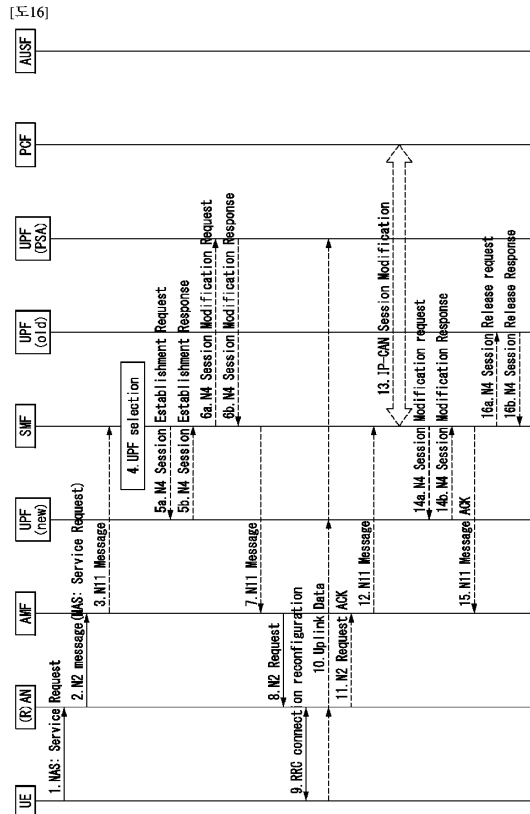 [도16]
UE
(R)AN
AMF
UPF
(new)
SMF
UPF
(old)
UPF
(PSA)
PCF
AUSF
1.NAS: Service Request
2.N2 message(NAS: Service Request)
3.N11 Message
4.UPF selection
5a.N4 Session Establishment Request
5b.N4 Session Establishment Response
6a.N4 Session Modification Request
6b.N4 Session Modification Response
7.N11 Message
8.N2 Request
9.RRC connection reconfiguration
10.Uplink Data
11.N2 Request ACK
12.N11 Message
13.IP-CAN Session Modification
14a.N4 Session Modification request
14b.N4 Session Modification Response
15.N11 Message ACK
16a.N4 Session Release request
16b.N4 Session Release Response